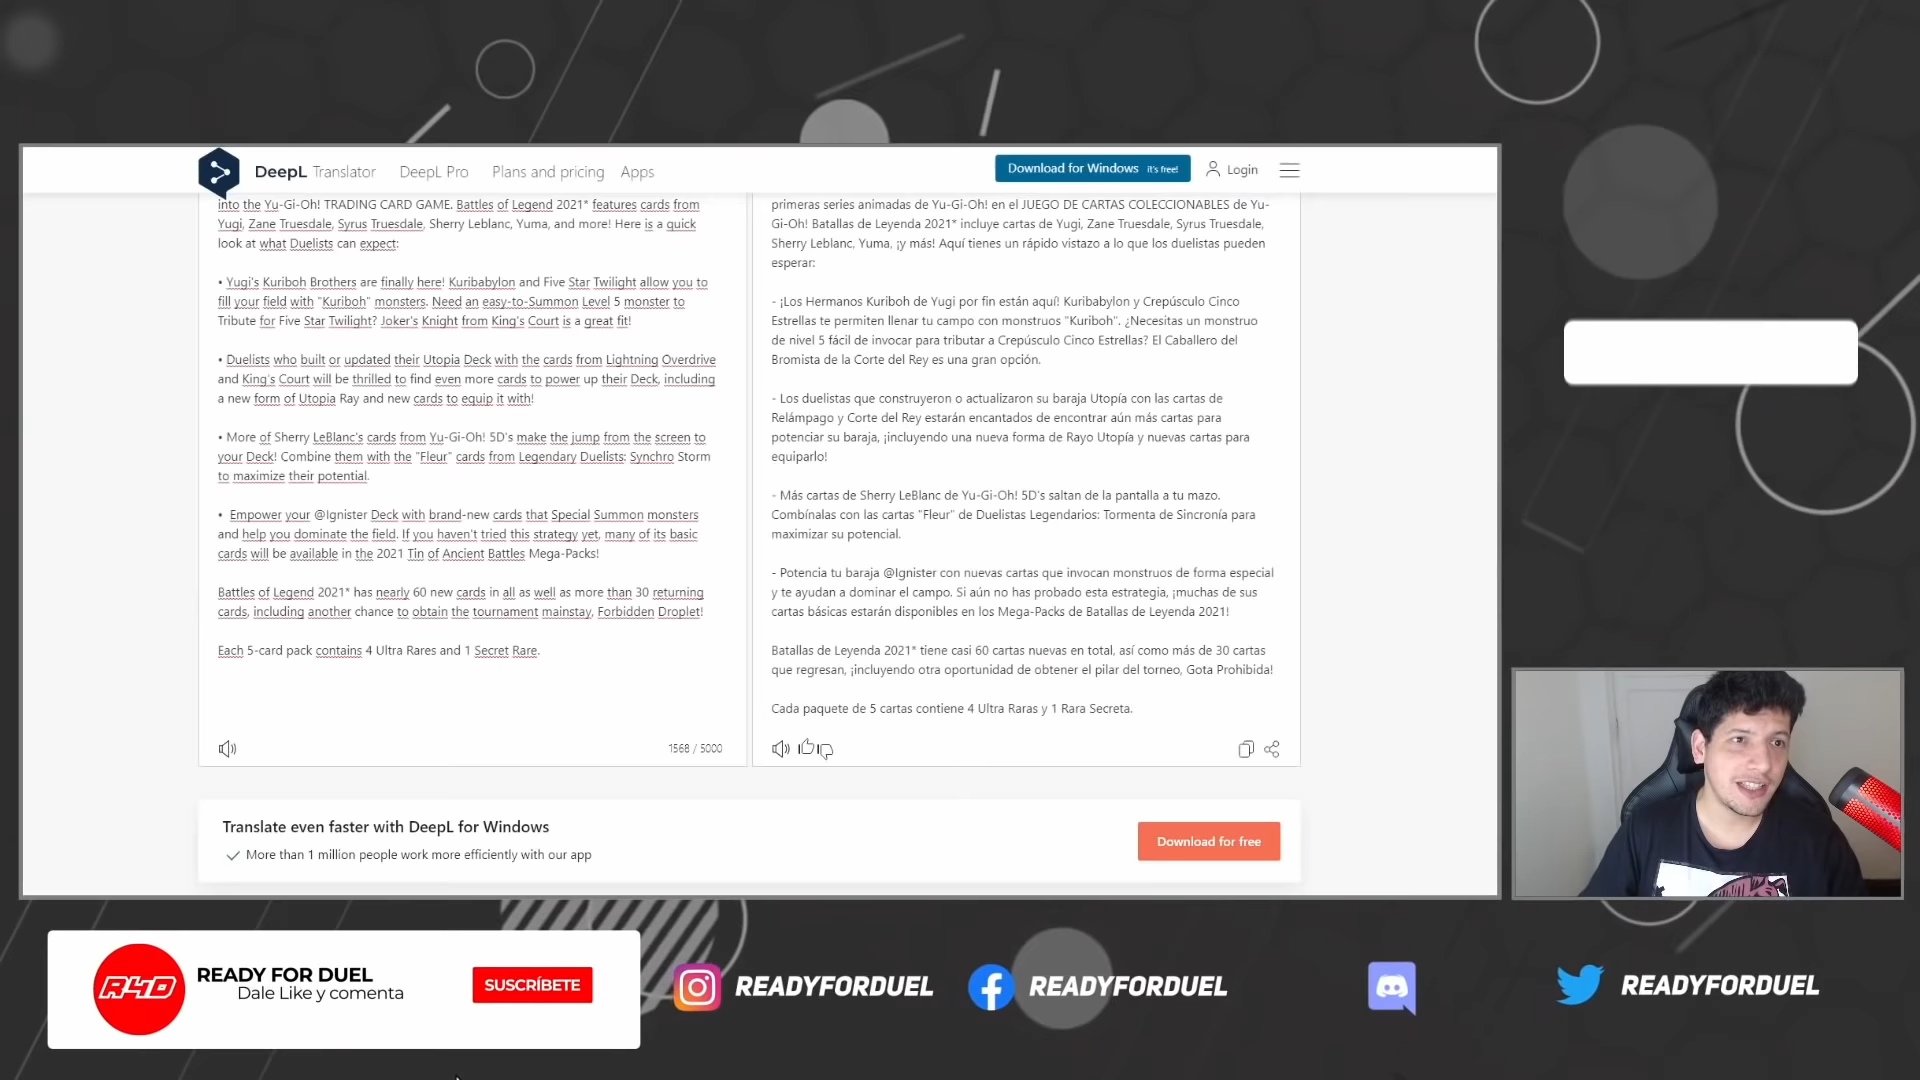 DeepL Translator DeepL Pro Plans and pricing Apps Download for Windows it's free! Login
into the Yu-Gi-Oh! TRADING CARD GAME. Battles of Legend 2021* features cards from
Yugi, Zane Truesdale, Syrus Truesdale, Sherry Leblanc, Yuma, and more! Here is a quick
look at what Duelists can expect:
• Yugi's Kuriboh Brothers are finally here! Kuribabylon and Five Star Twilight allow you to
fill your field with "Kuriboh" monsters. Need an easy-to-Summon Level 5 monster to
Tribute for Five Star Twilight? Joker's Knight from King's Court is a great fit!
• Duelists who built or updated their Utopia Deck with the cards from Lightning Overdrive
and King's Court will be thrilled to find even more cards to power up their Deck, including
a new form of Utopia Ray and new cards to equip it with!
• More of Sherry LeBlanc's cards from Yu-Gi-Oh! 5D's make the jump from the screen to
your Deck! Combine them with the "Fleur" cards from Legendary Duelists: Synchro Storm
to maximize their potential.
• Empower your @Ignister Deck with brand-new cards that Special Summon monsters
and help you dominate the field. If you haven't tried this strategy yet, many of its basic
cards will be available in the 2021 Tin of Ancient Battles Mega-Packs!
Battles of Legend 2021* has nearly 60 new cards in all as well as more than 30 returning
cards, including another chance to obtain the tournament mainstay, Forbidden Droplet!
Each 5-card pack contains 4 Ultra Rares and 1 Secret Rare.
1568 / 5000
primeras series animadas de Yu-Gi-Oh! en el JUEGO DE CARTAS COLECCIONABLES de Yu-
Gi-Oh! Batallas de Leyenda 2021* incluye cartas de Yugi, Zane Truesdale, Syrus Truesdale,
Sherry Leblanc, Yuma, ¡y más! Aquí tienes un rápido vistazo a lo que los duelistas pueden
esperar:
- ¡Los Hermanos Kuriboh de Yugi por fin están aquí! Kuribabylon y Crepúsculo Cinco
Estrellas te permiten llenar tu campo con monstruos "Kuriboh". ¿Necesitas un monstruo
de nivel 5 fácil de invocar para tributar a Crepúsculo Cinco Estrellas? El Caballero del
Bromista de la Corte del Rey es una gran opción.
- Los duelistas que construyeron o actualizaron su baraja Utopía con las cartas de
Relámpago y Corte del Rey estarán encantados de encontrar aún más cartas para
potenciar su baraja, ¡incluyendo una nueva forma de Rayo Utopía y nuevas cartas para
equiparlo!
- Más cartas de Sherry LeBlanc de Yu-Gi-Oh! 5D's saltan de la pantalla a tu mazo.
Combínalas con las cartas "Fleur" de Duelistas Legendarios: Tormenta de Sincronía para
maximizar su potencial.
- Potencia tu baraja @Ignister con nuevas cartas que invocan monstruos de forma especial
y te ayudan a dominar el campo. Si aún no has probado esta estrategia, ¡muchas de sus
cartas básicas estarán disponibles en los Mega-Packs de Batallas de Leyenda 2021!
Batallas de Leyenda 2021* tiene casi 60 cartas nuevas en total, así como más de 30 cartas
que regresan, ¡incluyendo otra oportunidad de obtener el pilar del torneo, Gota Prohibida!
Cada paquete de 5 cartas contiene 4 Ultra Raras y 1 Rara Secreta.
Translate even faster with DeepL for Windows
More than 1 million people work more efficiently with our app
Download for free
R4D
READY FOR DUEL
Dale Like y comenta
SUSCRÍBETE
READYFORDUEL
READYFORDUEL
READYFORDUEL